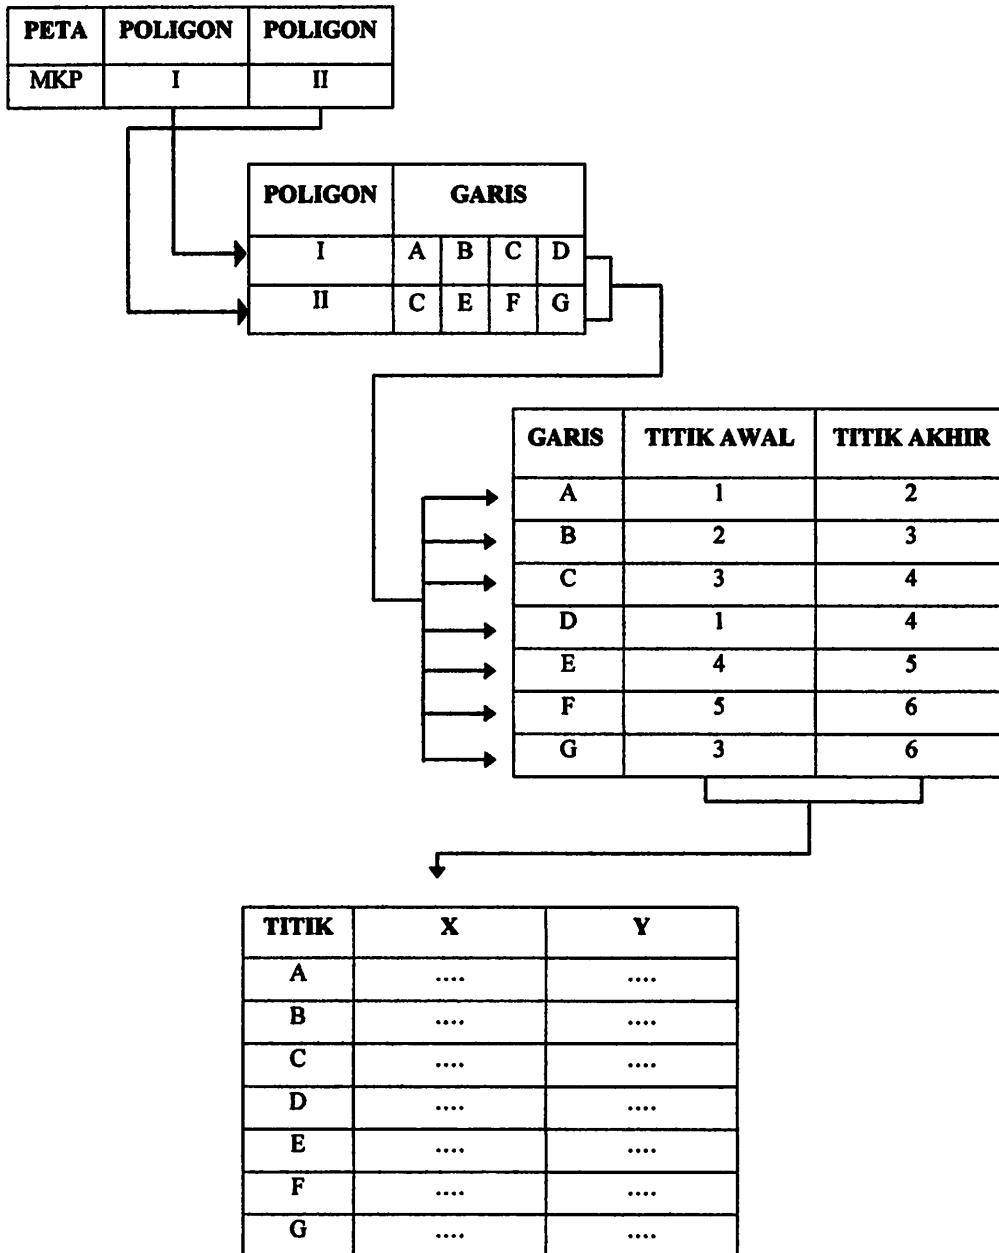 PETA POLIGON POLIGON
MKP I II
POLIGON GARIS
I A B C D
II C E F G
GARIS TITIK AWAL TITIK AKHIR
A 1 2
B 2 3
C 3 4
D 1 4
E 4 5
F 5 6
G 3 6
TITIK X Y
A .... ....
B .... ....
C .... ....
D .... ....
E .... ....
F .... ....
G .... ....